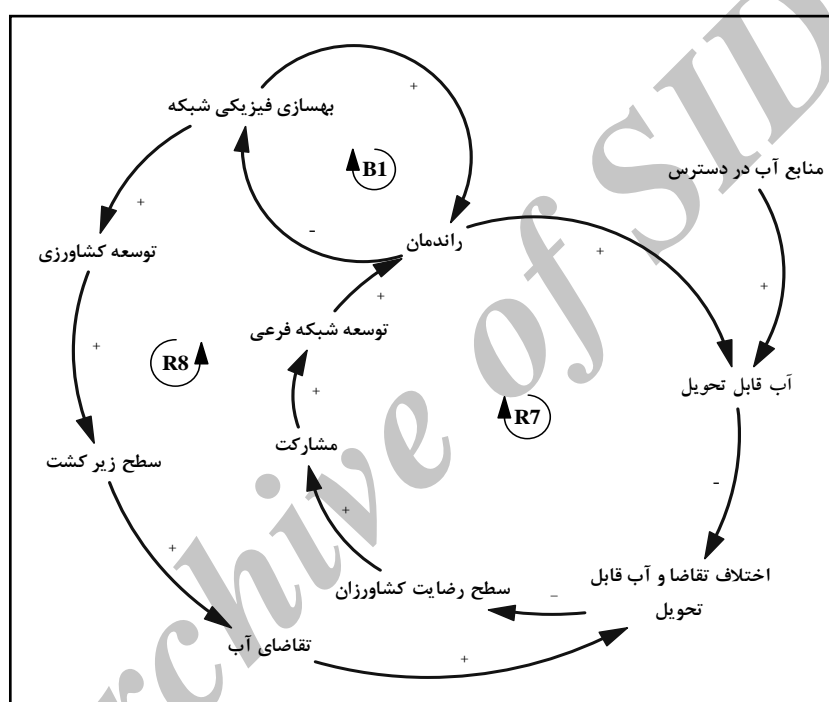 +
بهسازی فیزیکی شبکه
B1
منابع آب در دسترس
+
-
راندمان
توسعه کشاورزی
+
+
+
توسعه شبکه فرعی
+
R8
آب قابل تحویل
+
R7
مشارکت
سطح زیر کشت
-
+
+
اختلاف تقاضا و آب قابل
تحویل
سطح رضایت کشاورزان
-
تقاضای آب
+
Archive of SID